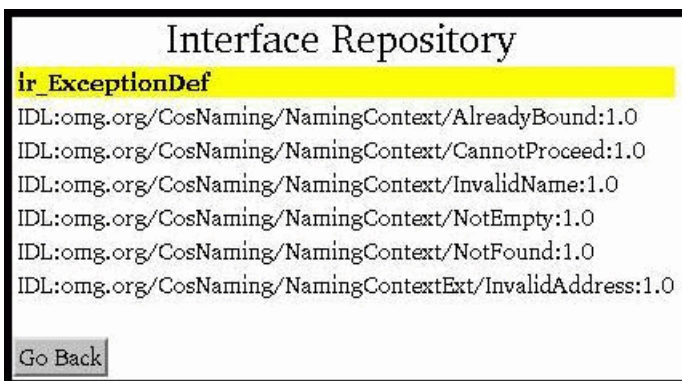 Interface Repository
ir_ExceptionDef
IDL:omg.org/CosNaming/NamingContext/AlreadyBound:1.0
IDL:omg.org/CosNaming/NamingContext/CannotProceed:1.0
IDL:omg.org/CosNaming/NamingContext/InvalidName:1.0
IDL:omg.org/CosNaming/NamingContext/NotEmpty:1.0
IDL:omg.org/CosNaming/NamingContext/NotFound:1.0
IDL:omg.org/CosNaming/NamingContextExt/InvalidAddress:1.0
Go Back